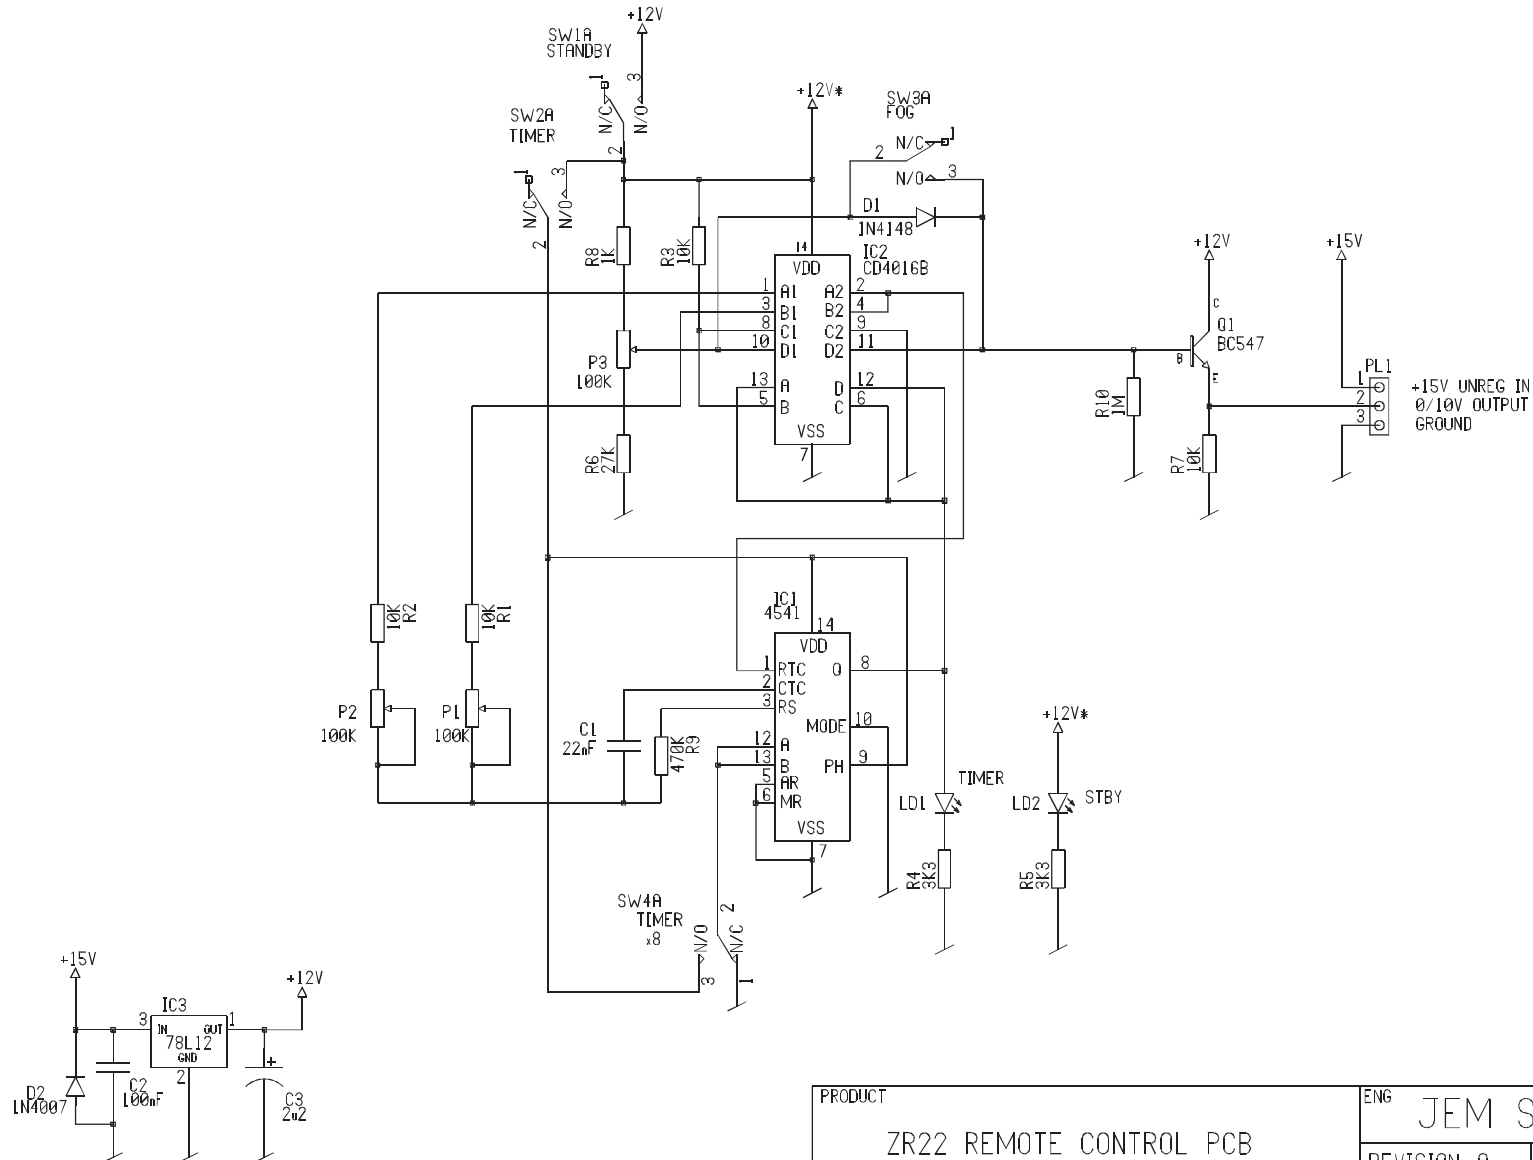 +12V
SW1A
STANDBY
1
N/C
3
N/O
2
SW2A
TIMER
1
N/C
3
N/O
2
+12V*
SW3A
FOG
N/C
1
2
N/O
3
D1
1N4148
R8
1K
R3
10K
14
VDD
IC2
CD4016B
1 A1 A2 2
3 B1 B2 4
8 C1 C2 9
10 D1 D2 11
13 A D 12
5 B C 6
VSS
7
P3
100K
R6
27K
+12V
C
Q1
BC547
B
E
R10
1M
R7
10K
+15V
PL1
1 +15V UNREG IN
2 0/10V OUTPUT
3 GROUND
10K
R2
10K
R1
P2
100K
P1
100K
C1
22nF
470K
R9
IC1
4541
14
VDD
1 RTC Q 8
2 CTC
3 RS
MODE 10
12 A
13 B PH 9
5 AR
6 MR
VSS
7
TIMER
LD1
R4
3K3
+12V*
LD2
STBY
R5
3K3
SW4A
TIMER
x8
N/O
3
2
N/C
1
+15V
IC3
3 IN OUT 1
78L12
GND
2
+12V
D2
1N4007
C2
100nF
+
C3
2u2
PRODUCT
ZR22 REMOTE CONTROL PCB
ENG
JEM S